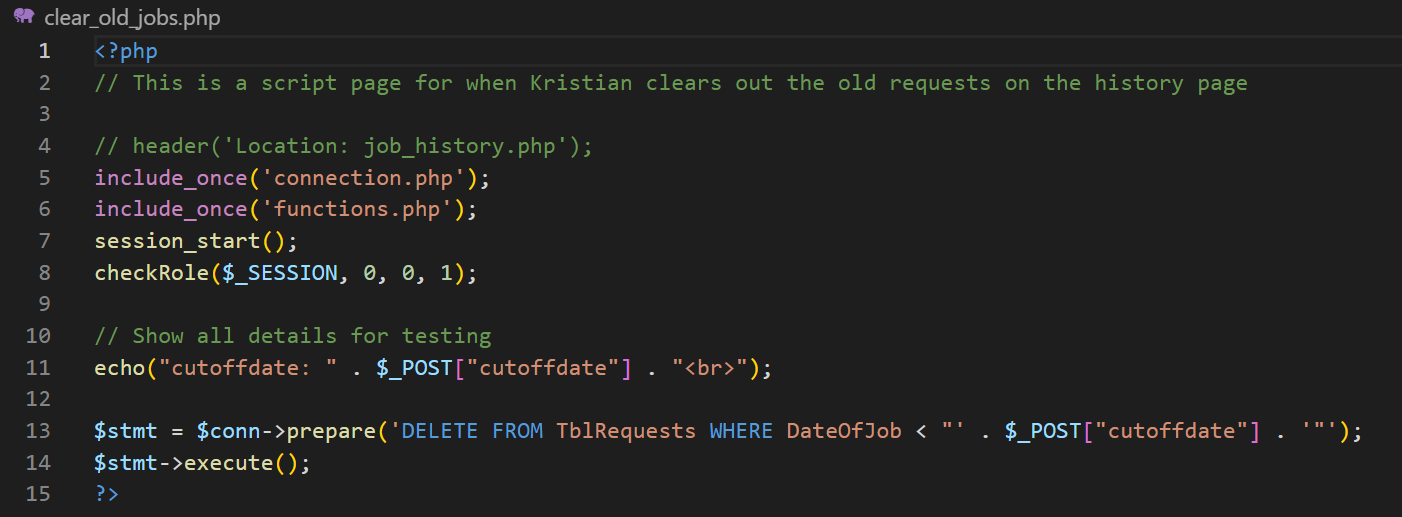 clear_old_jobs.php
1 <?php
2 // This is a script page for when Kristian clears out the old requests on the history page
3
4 // header('Location: job_history.php');
5 include_once('connection.php');
6 include_once('functions.php');
7 session_start();
8 checkRole($_SESSION, 0, 0, 1);
9
10 // Show all details for testing
11 echo("cutoffdate: " . $_POST["cutoffdate"] . "<br>");
12
13 $stmt = $conn->prepare('DELETE FROM TblRequests WHERE DateOfJob < "' . $_POST["cutoffdate"] . '"');
14 $stmt->execute();
15 ?>